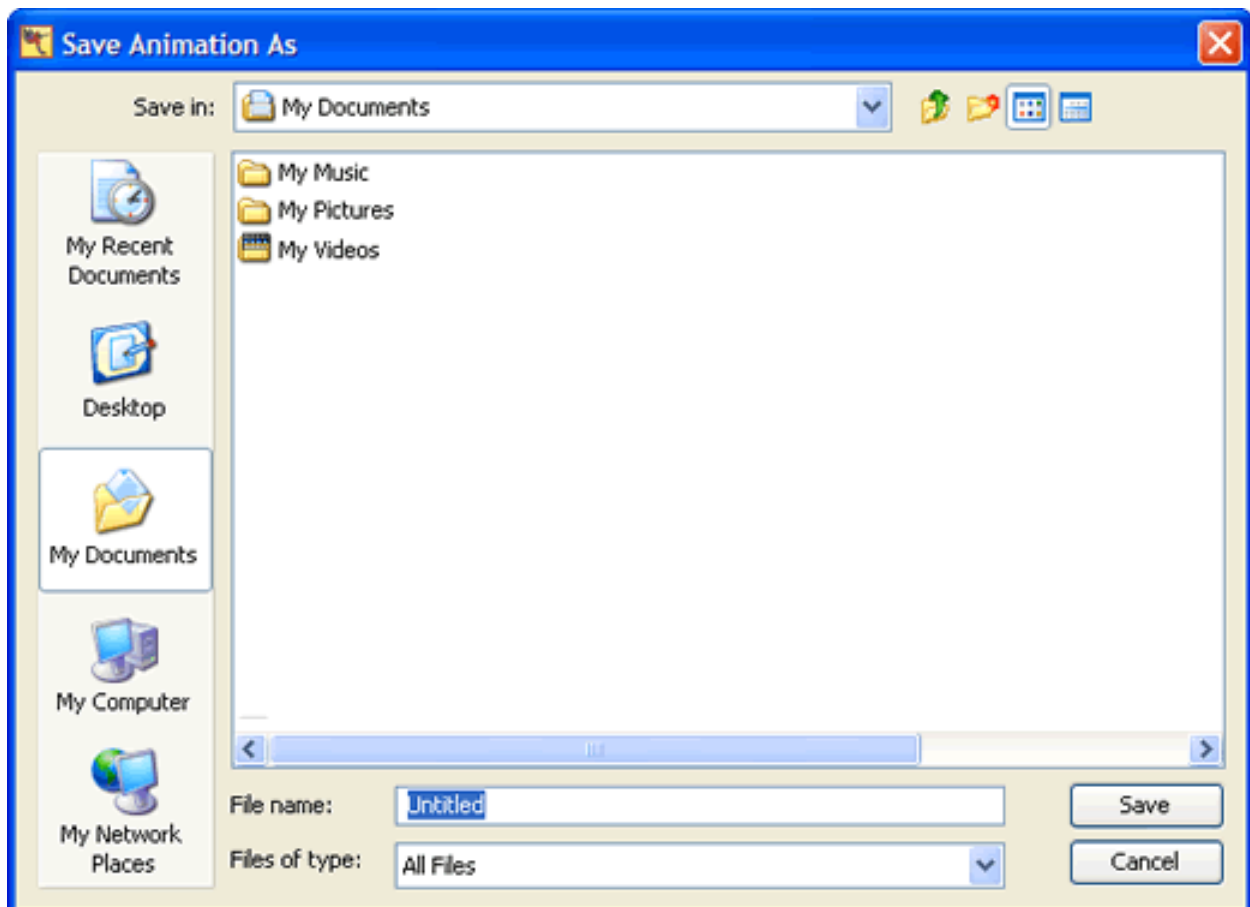 Save Animation As
Save in:
My Documents
My Recent
Documents
Desktop
My Documents
My Computer
My Network
Places
My Music
My Pictures
My Videos
File name:
Untitled
Save
Files of type:
All Files
Cancel